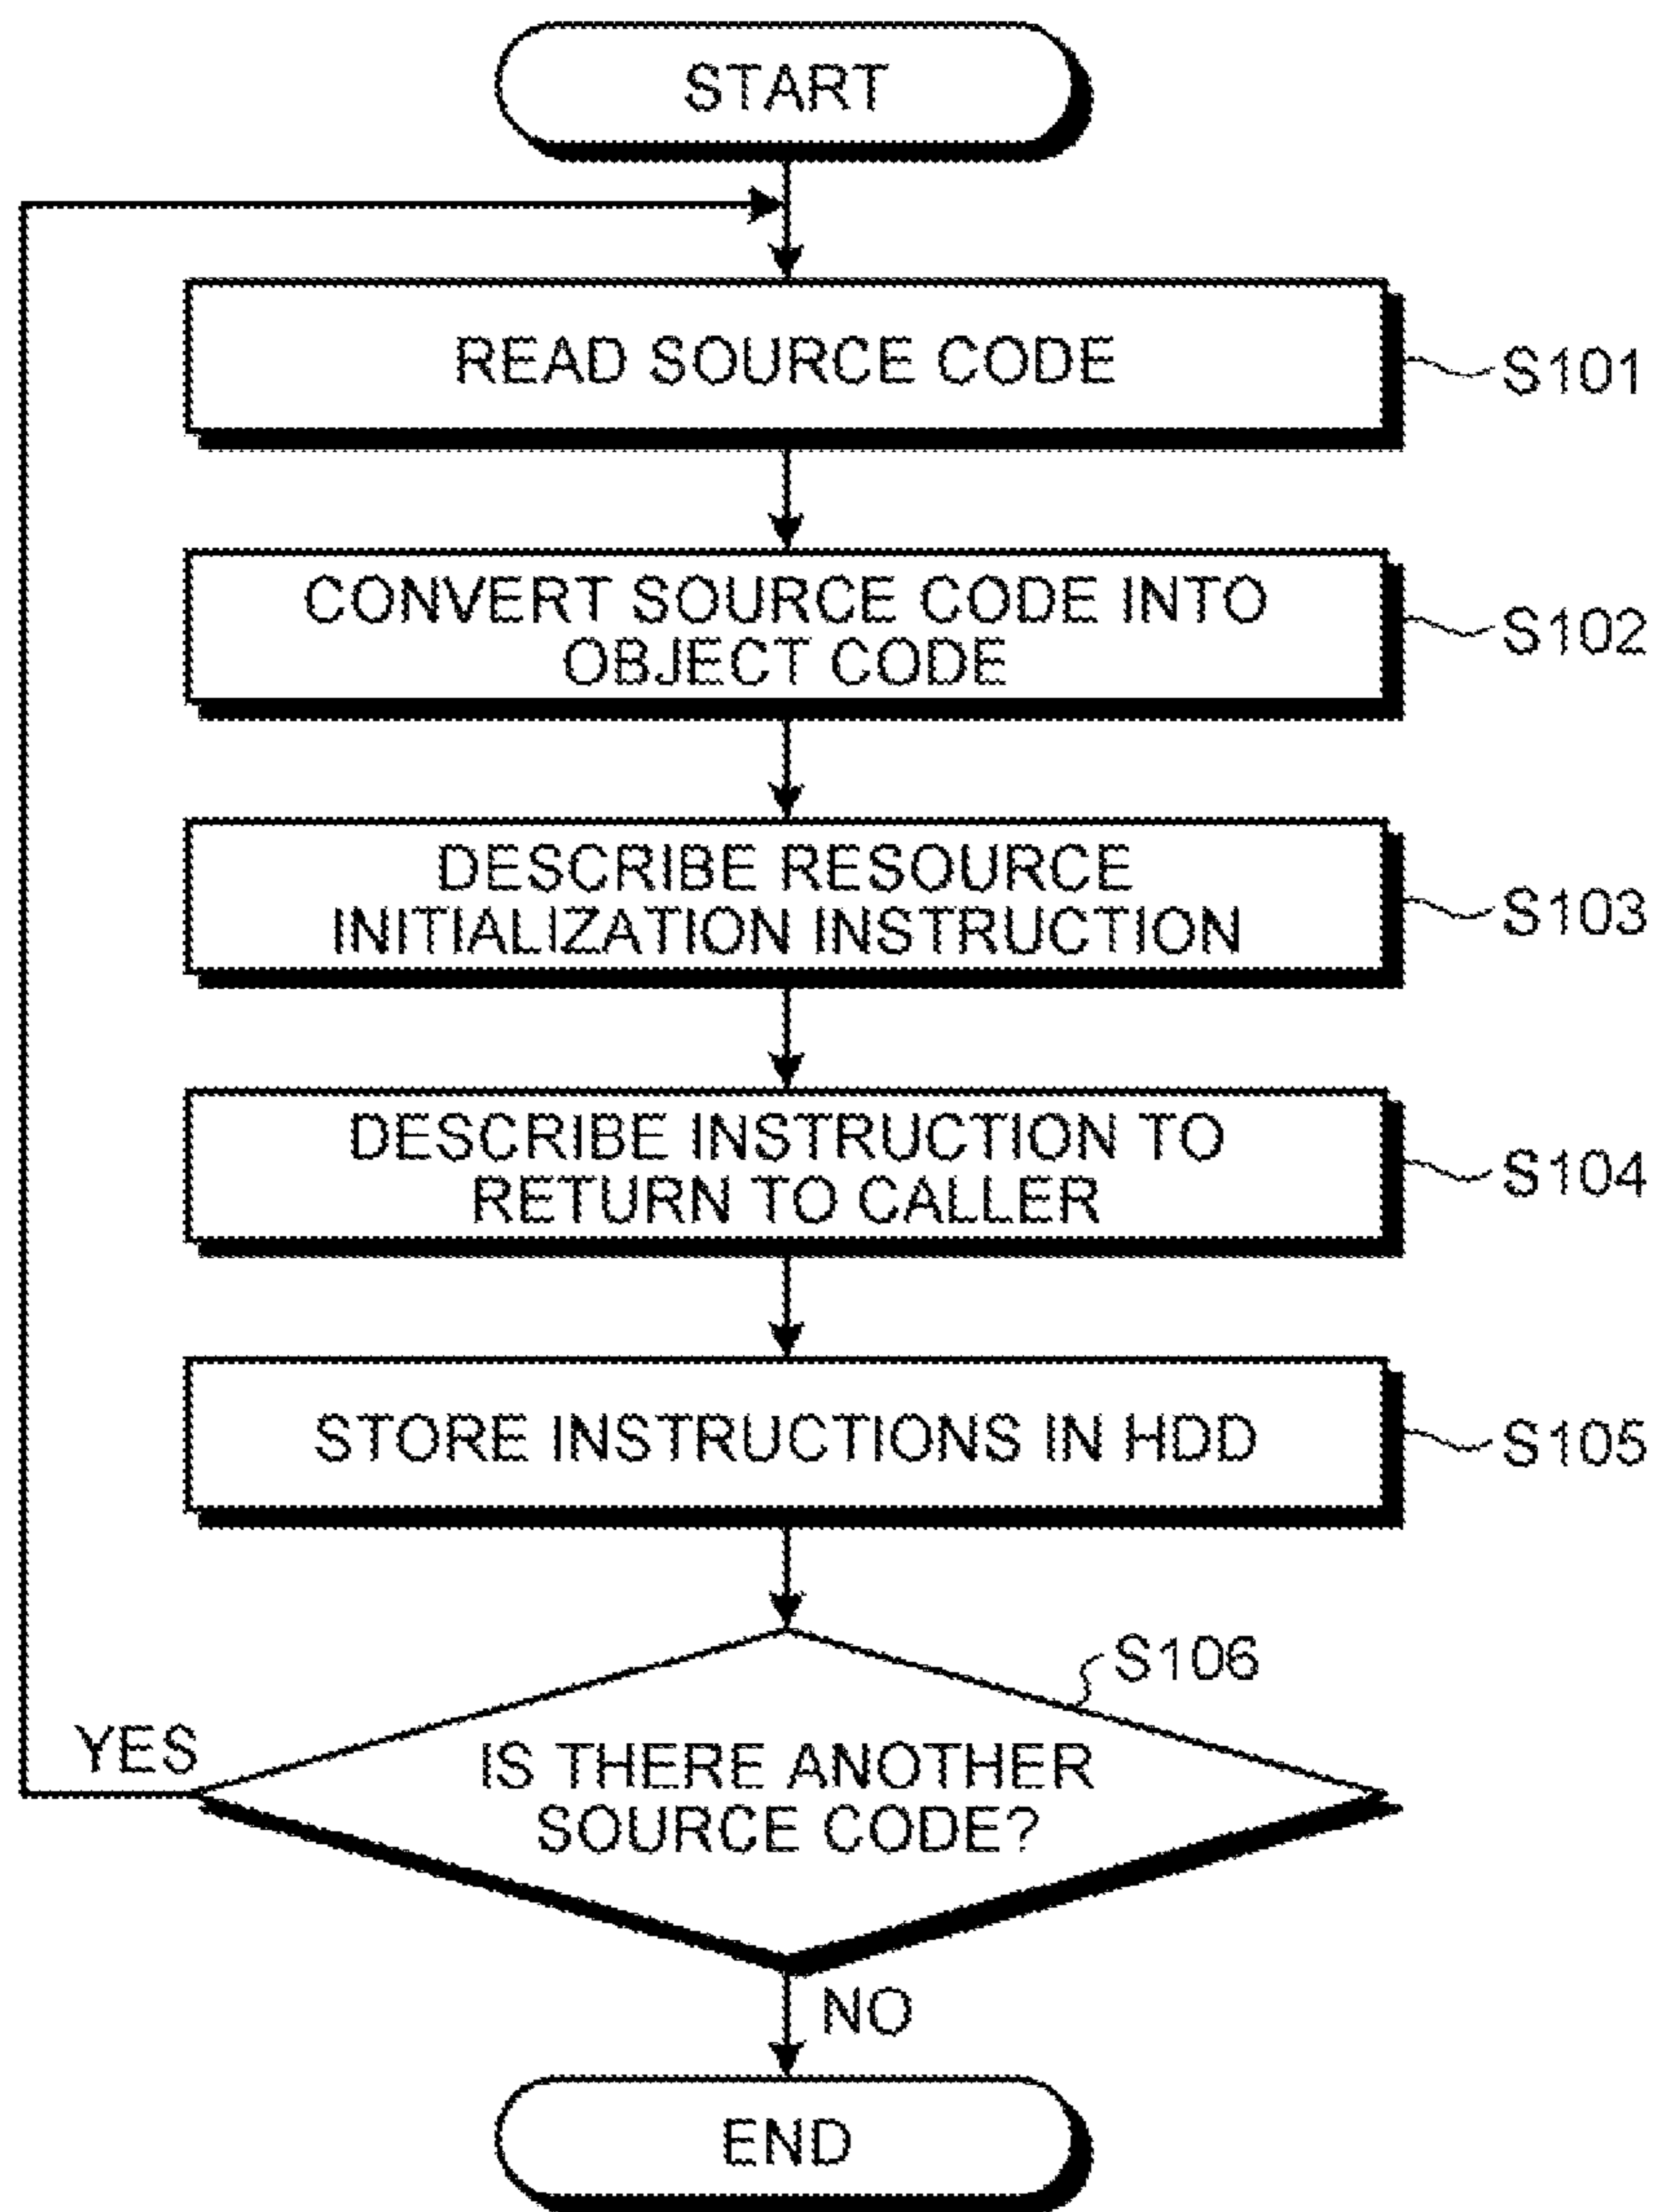 START
READ SOURCE CODE
S101
CONVERT SOURCE CODE INTO
OBJECT CODE
S102
DESCRIBE RESOURCE
INITIALIZATION INSTRUCTION
S103
DESCRIBE INSTRUCTION TO
RETURN TO CALLER
S104
STORE INSTRUCTIONS IN HDD
S105
S106
YES
IS THERE ANOTHER
SOURCE CODE?
NO
END